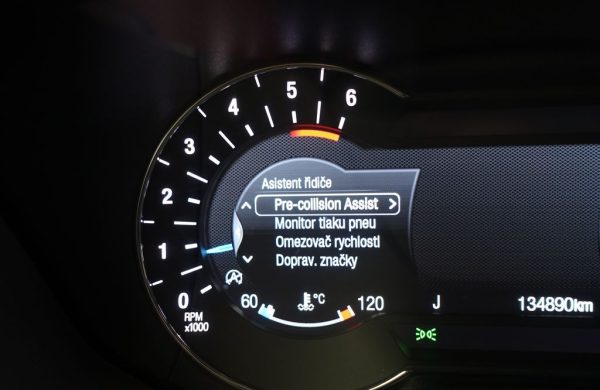 6
5
4
3
2
1
0
RPM
x1000
Asistent řidiče
Pre-collision Assist
Monitor tlaku pneu
Omezovač rychlosti
Doprav. značky
60 °C 120
J 134890km